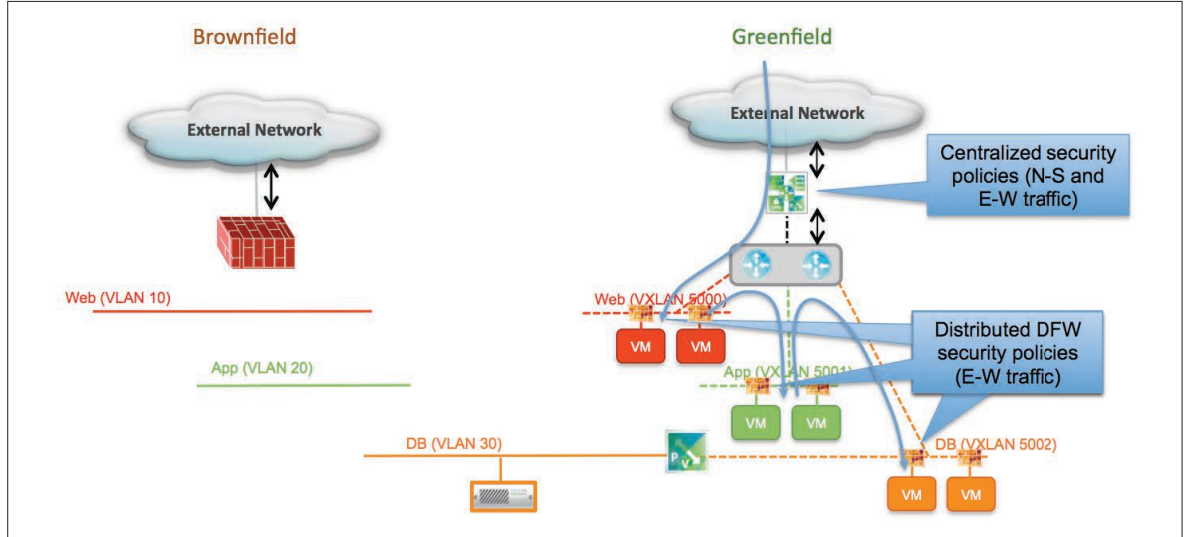 Brownfield
Greenfield
External Network
External Network
Centralized security
policies (N-S and
E-W traffic)
Web (VLAN 10)
Web (VXLAN 5000)
VM
VM
Distributed DFW
security policies
(E-W traffic)
App (VLAN 20)
App (VXLAN 5001)
VM
VM
DB (VLAN 30)
P
V
DB (VXLAN 5002)
VM
VM